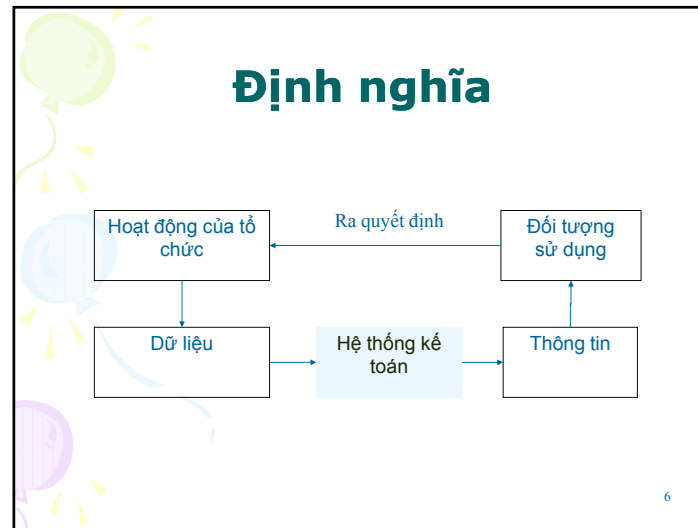 Định nghĩa
Hoạt động của tổ
chức
Ra quyết định
Đối tượng
sử dụng
Dữ liệu
Hệ thống kế
toán
Thông tin
6